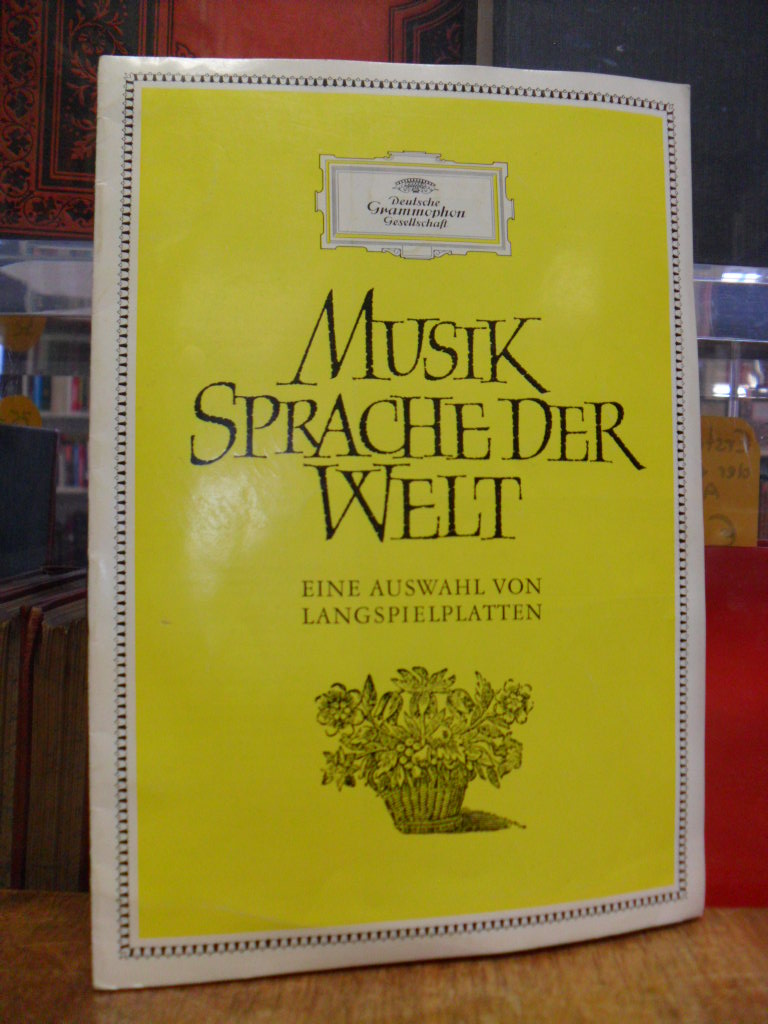 Deutsche
Grammophon
Gesellschaft
MUSIK
SPRACHE DER
WELT
EINE AUSWAHL VON
LANGSPIELPLATTEN